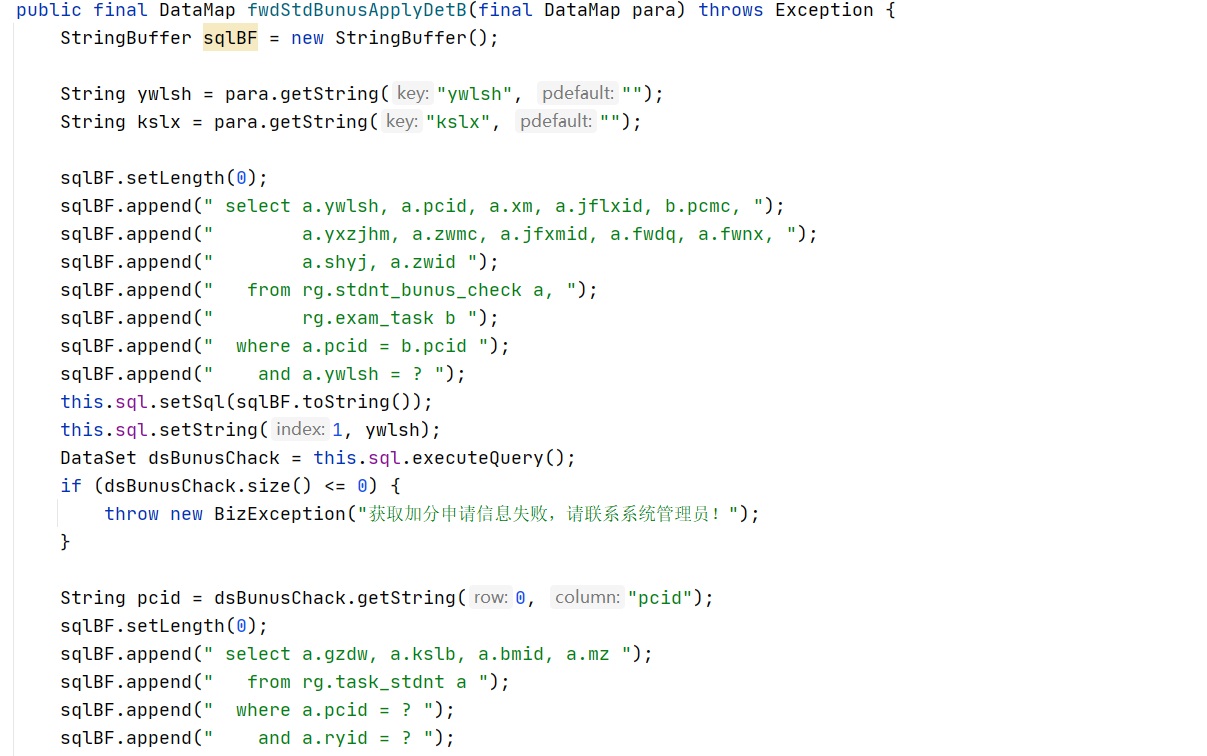 public final DataMap fwdStdBunusApplyDetB(final DataMap para) throws Exception {
    StringBuffer sqlBF = new StringBuffer();

    String ywlsh = para.getString( key: "ywlsh", pdefault: "");
    String kslx = para.getString( key: "kslx", pdefault: "");

    sqlBF.setLength(0);
    sqlBF.append(" select a.ywlsh, a.pcid, a.xm, a.jflxid, b.pcmc, ");
    sqlBF.append("        a.yxzjhm, a.zwmc, a.jfxmid, a.fwdq, a.fwnx, ");
    sqlBF.append("        a.shyj, a.zwid ");
    sqlBF.append("   from rg.stdnt_bunus_check a, ");
    sqlBF.append("        rg.exam_task b ");
    sqlBF.append("  where a.pcid = b.pcid ");
    sqlBF.append("    and a.ywlsh = ? ");
    this.sql.setSql(sqlBF.toString());
    this.sql.setString( index: 1, ywlsh);
    DataSet dsBunusChack = this.sql.executeQuery();
    if (dsBunusChack.size() <= 0) {
        throw new BizException("获取加分申请信息失败，请联系系统管理员！");
    }

    String pcid = dsBunusChack.getString( row: 0, column: "pcid");
    sqlBF.setLength(0);
    sqlBF.append(" select a.gzdw, a.kslb, a.bmid, a.mz ");
    sqlBF.append("   from rg.task_stdnt a ");
    sqlBF.append("  where a.pcid = ? ");
    sqlBF.append("    and a.ryid = ? ");